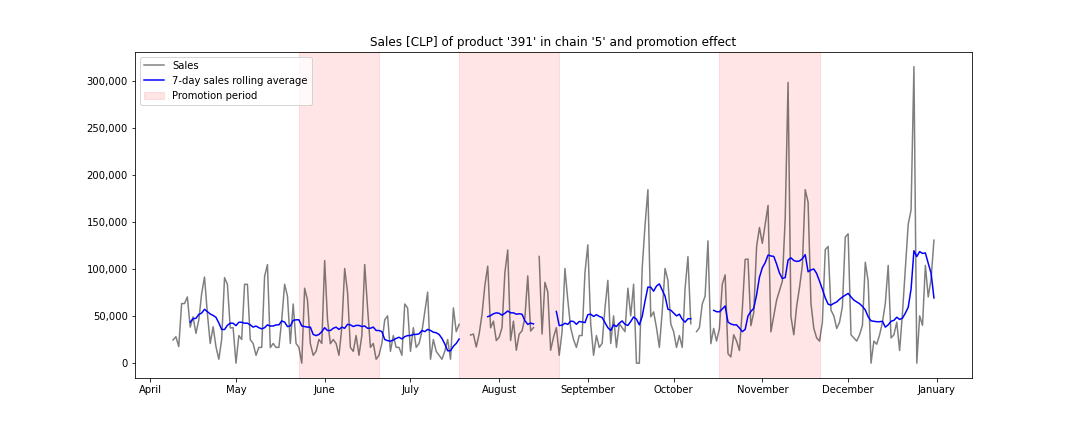 Sales [CLP] of product '391' in chain '5' and promotion effect
Sales
7-day sales rolling average
Promotion period
300,000
250,000
200,000
150,000
100,000
50,000
0
April May June July August September October November December January